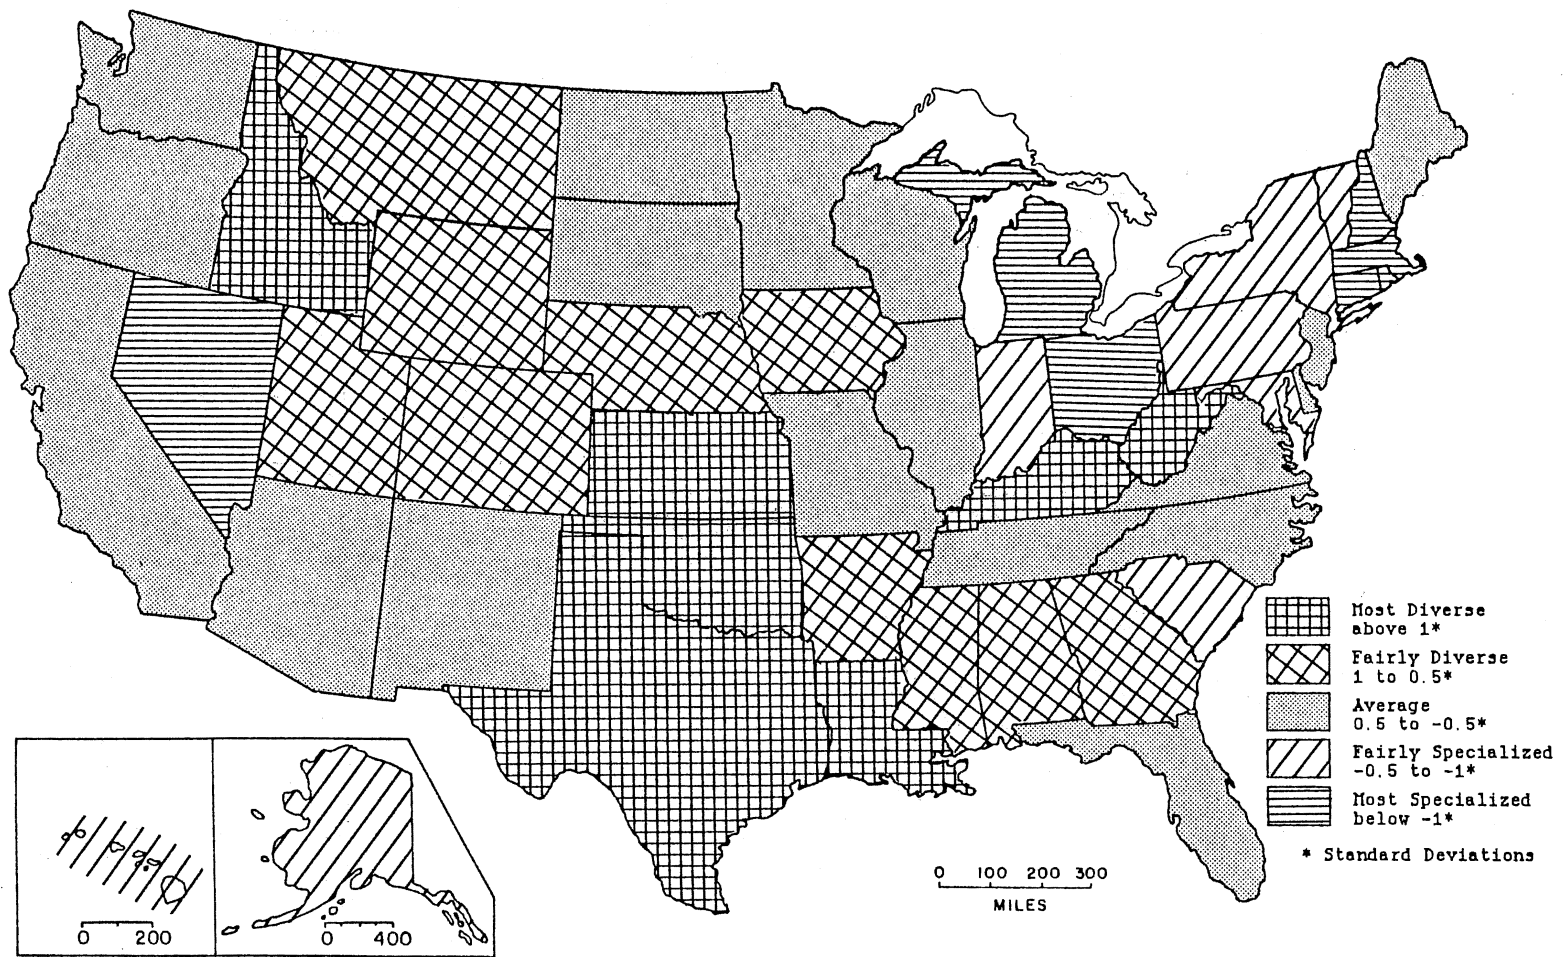 Most Diverse
above 1*
Fairly Diverse
1 to 0.5*
Average
0.5 to -0.5*
Fairly Specialized
-0.5 to -1*
Most Specialized
below -1*
* Standard Deviations
0 100 200 300
MILES
0 200
0 400